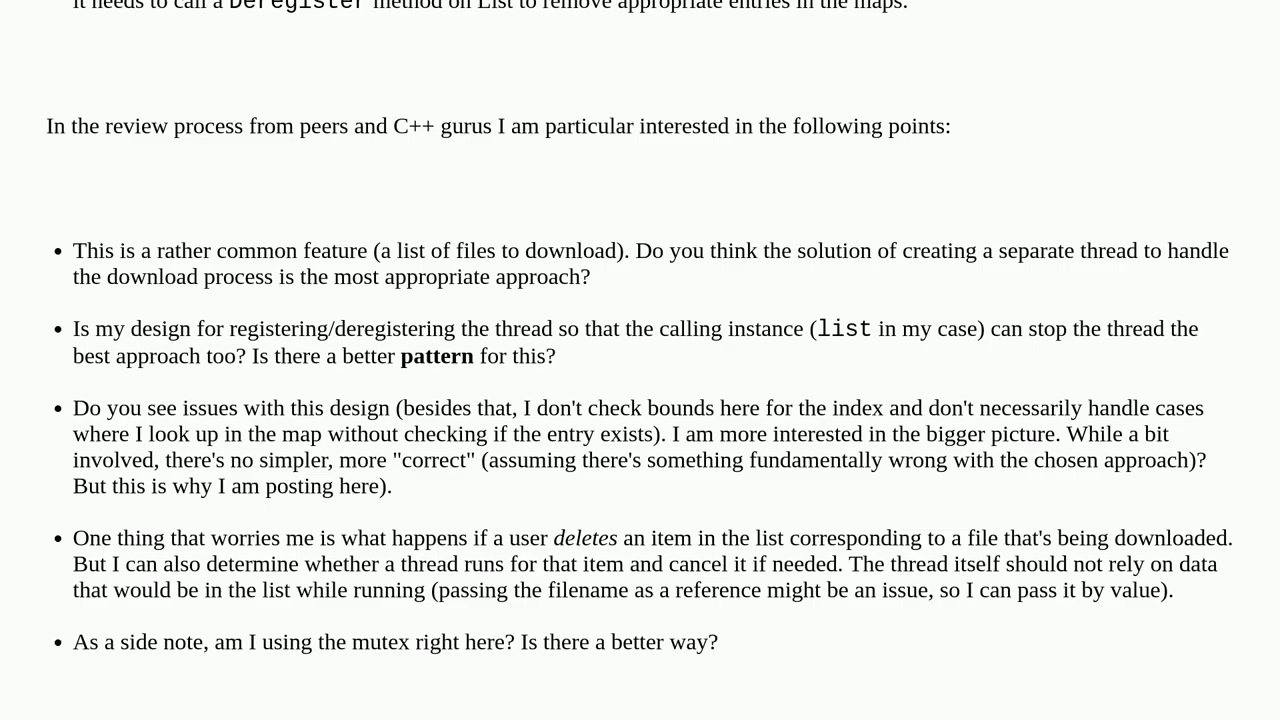 it needs to call a Deregister method on List to remove appropriate entries in the maps.
In the review process from peers and C++ gurus I am particular interested in the following points:
• This is a rather common feature (a list of files to download). Do you think the solution of creating a separate thread to handle
the download process is the most appropriate approach?
• Is my design for registering/deregistering the thread so that the calling instance (list in my case) can stop the thread the
best approach too? Is there a better pattern for this?
• Do you see issues with this design (besides that, I don't check bounds here for the index and don't necessarily handle cases
where I look up in the map without checking if the entry exists). I am more interested in the bigger picture. While a bit
involved, there's no simpler, more "correct" (assuming there's something fundamentally wrong with the chosen approach)?
But this is why I am posting here).
• One thing that worries me is what happens if a user deletes an item in the list corresponding to a file that's being downloaded.
But I can also determine whether a thread runs for that item and cancel it if needed. The thread itself should not rely on data
that would be in the list while running (passing the filename as a reference might be an issue, so I can pass it by value).
• As a side note, am I using the mutex right here? Is there a better way?